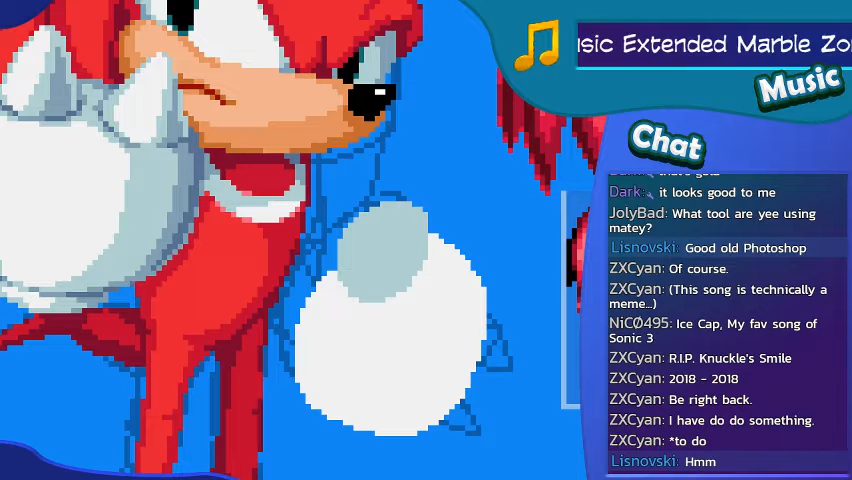 sic Extended Marble Zo
Music
Chat
Dark: it looks good to me
JolyBad: What tool are yee using
matey?
Lisnovski: Good old Photoshop
ZXCyan: Of course.
ZXCyan: (This song is technically a
meme...)
NiCØ495: Ice Cap, My fav song of
Sonic 3
ZXCyan: R.I.P. Knuckle's Smile
ZXCyan: 2018 - 2018
ZXCyan: Be right back.
ZXCyan: I have do do something.
ZXCyan: *to do
Lisnovski: Hmm